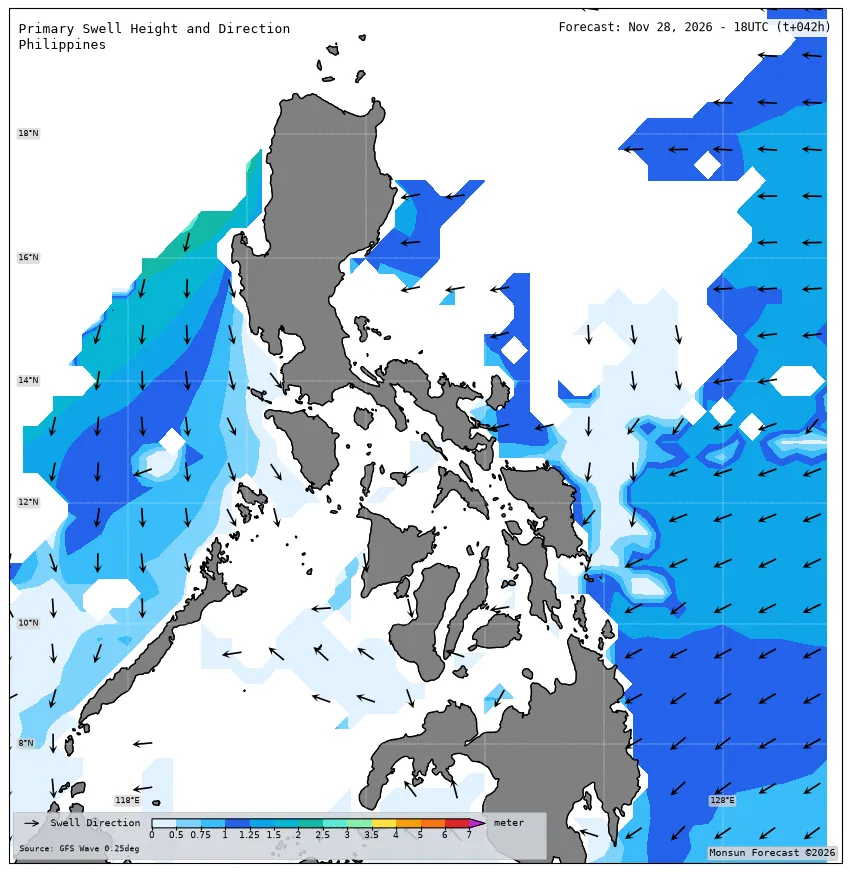 Primary Swell Height and Direction
Philippines
Forecast: Nov 28, 2026 - 18UTC (t+042h)
18°N
16°N
14°N
12°N
10°N
8°N
118°E
128°E
Swell Direction
0 0.5 0.75 1 1.25 1.5 2 2.5 3 3.5 4 5 6 7
meter
Source: GFS Wave 0.25deg
Monsun Forecast ©2026